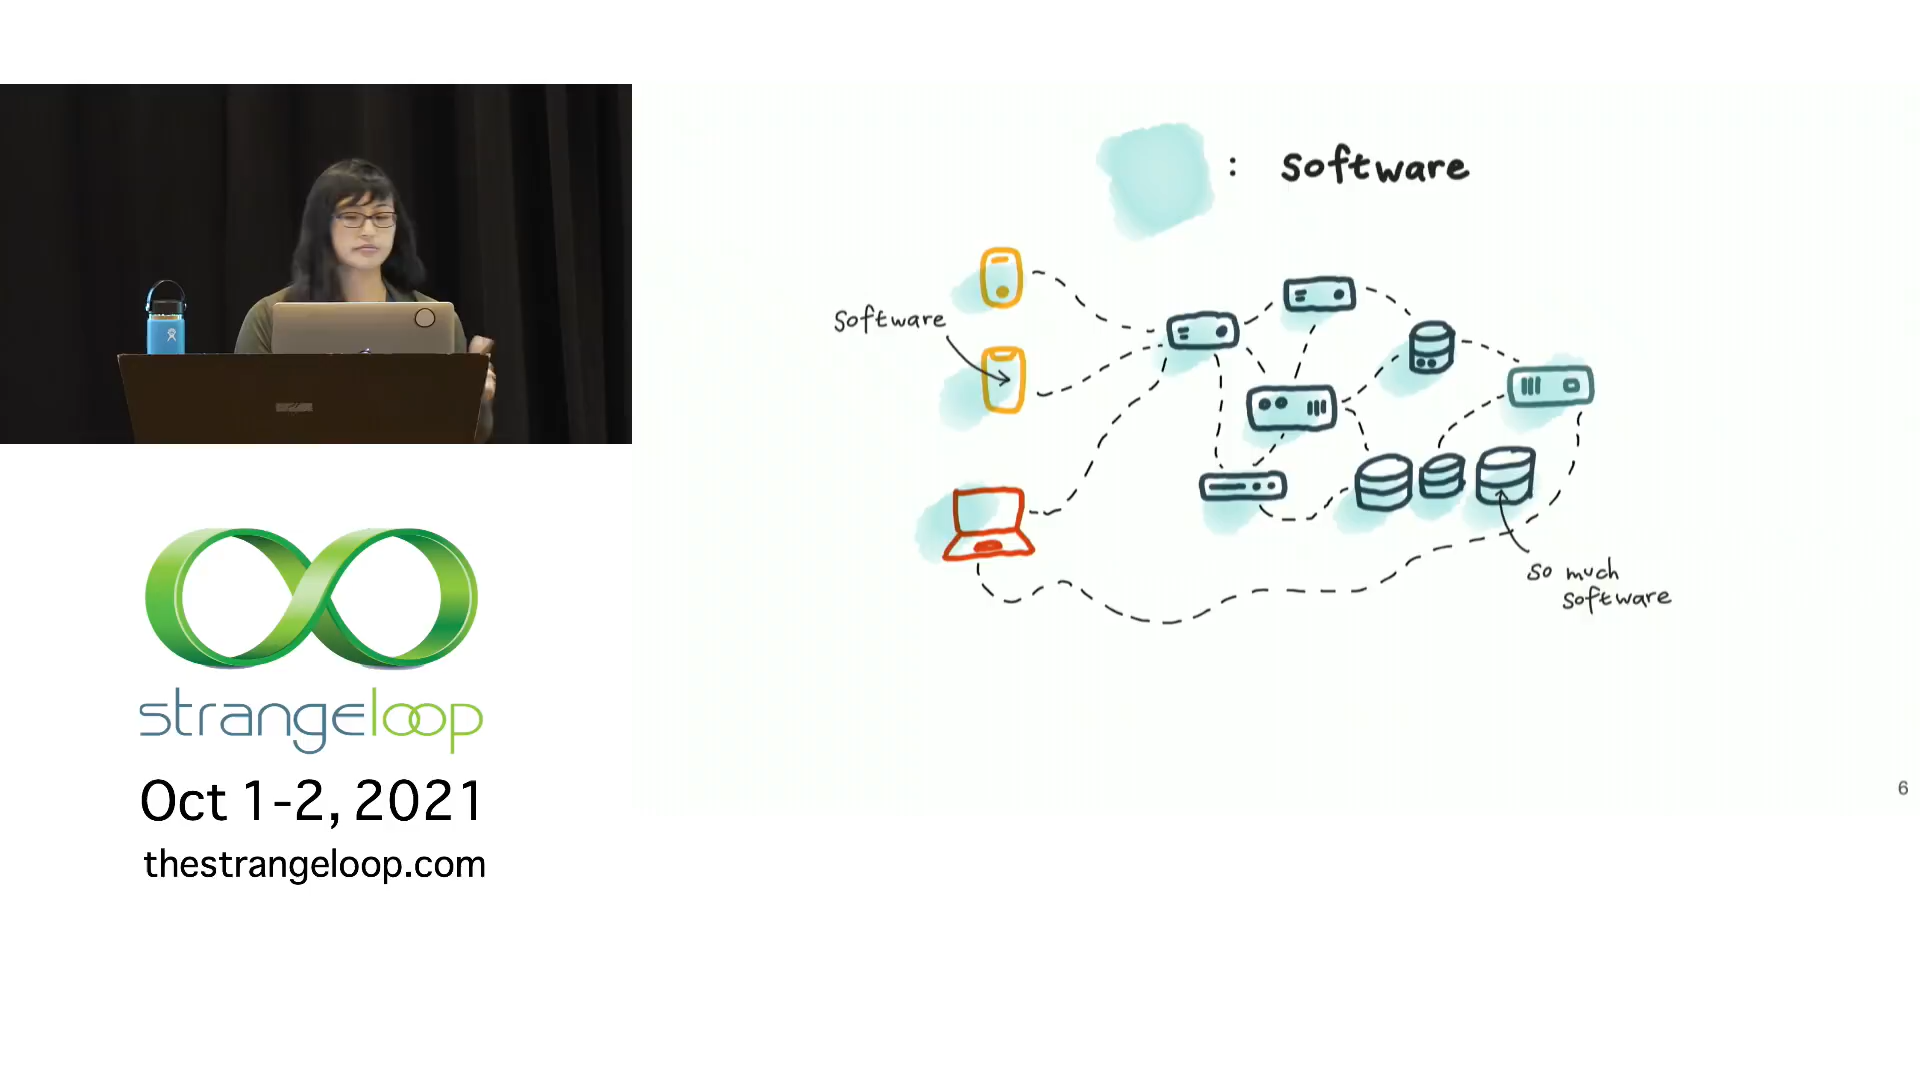 strangeloop
Oct 1-2, 2021
thestrangeloop.com
: software
software
so much
software
6